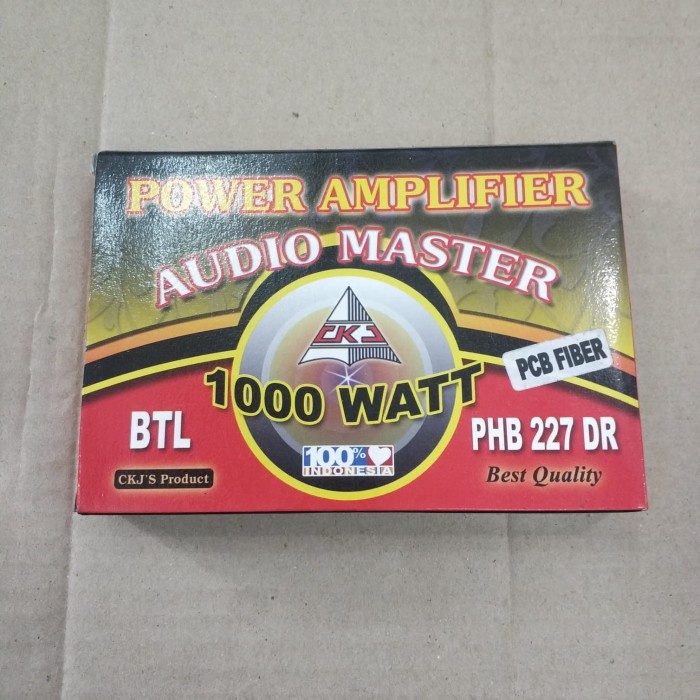 POWER AMPLIFIER
AUDIO MASTER
CKJ
1000 WATT
PCB FIBER
BTL
PHB 227 DR
CKJ'S Product
100%
INDONESIA
Best Quality